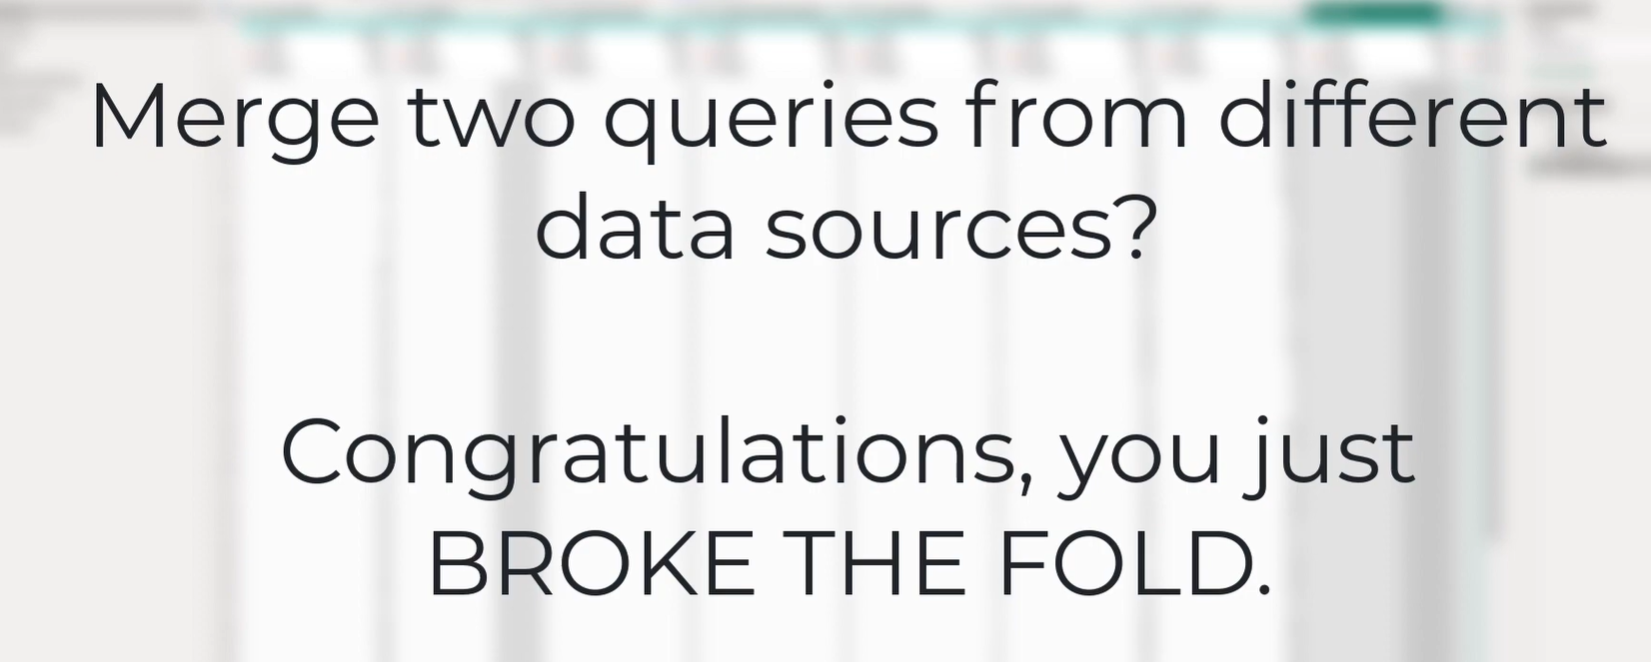 Merge two queries from different
data sources?
Congratulations, you just
BROKE THE FOLD.